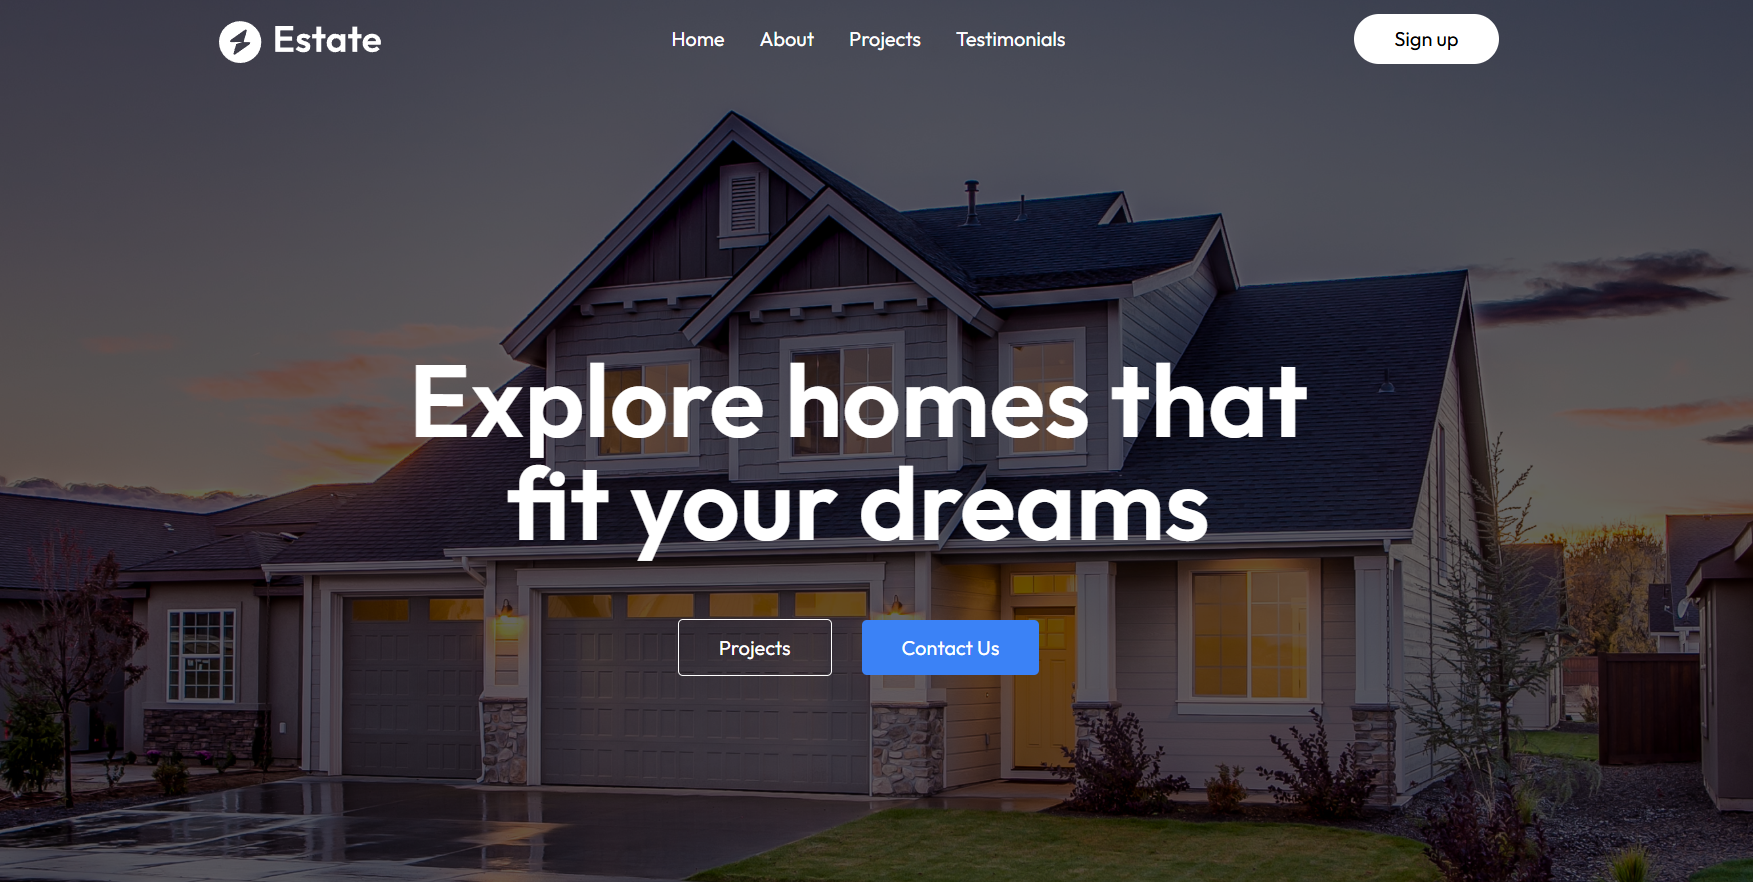 Estate
Home About Projects Testimonials
Sign up
Explore homes that
fit your dreams
Projects
Contact Us